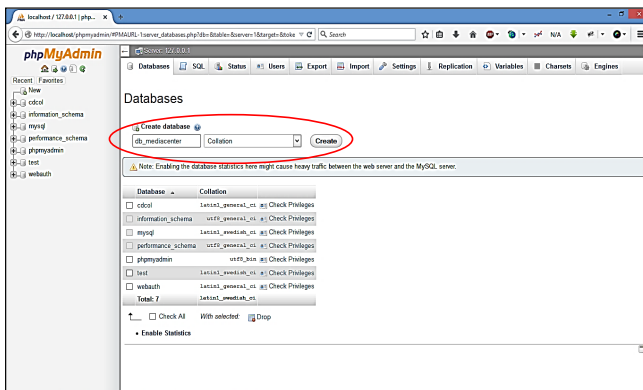 localhost / 127.0.0.1 | php...
http://localhost/phpmyadmin/#PMAURL-1:server_databases.php?db=&table=&server=1&target=&toke
Search
N/A
phpMyAdmin
Recent Favorites
New
cdcol
information_schema
mysql
performance_schema
phpmyadmin
test
webauth
Server: 127.0.0.1
Databases SQL Status Users Export Import Settings Replication Variables Charsets Engines
Databases
Create database
db_mediacenter Collation Create
Note: Enabling the database statistics here might cause heavy traffic between the web server and the MySQL server.
Database Collation
cdcol latin1_general_ci Check Privileges
information_schema utf8_general_ci Check Privileges
mysql latin1_swedish_ci Check Privileges
performance_schema utf8_general_ci Check Privileges
phpmyadmin utf8_bin Check Privileges
test latin1_swedish_ci Check Privileges
webauth latin1_general_ci Check Privileges
Total: 7 latin1_swedish_ci
Check All With selected: Drop
Enable Statistics